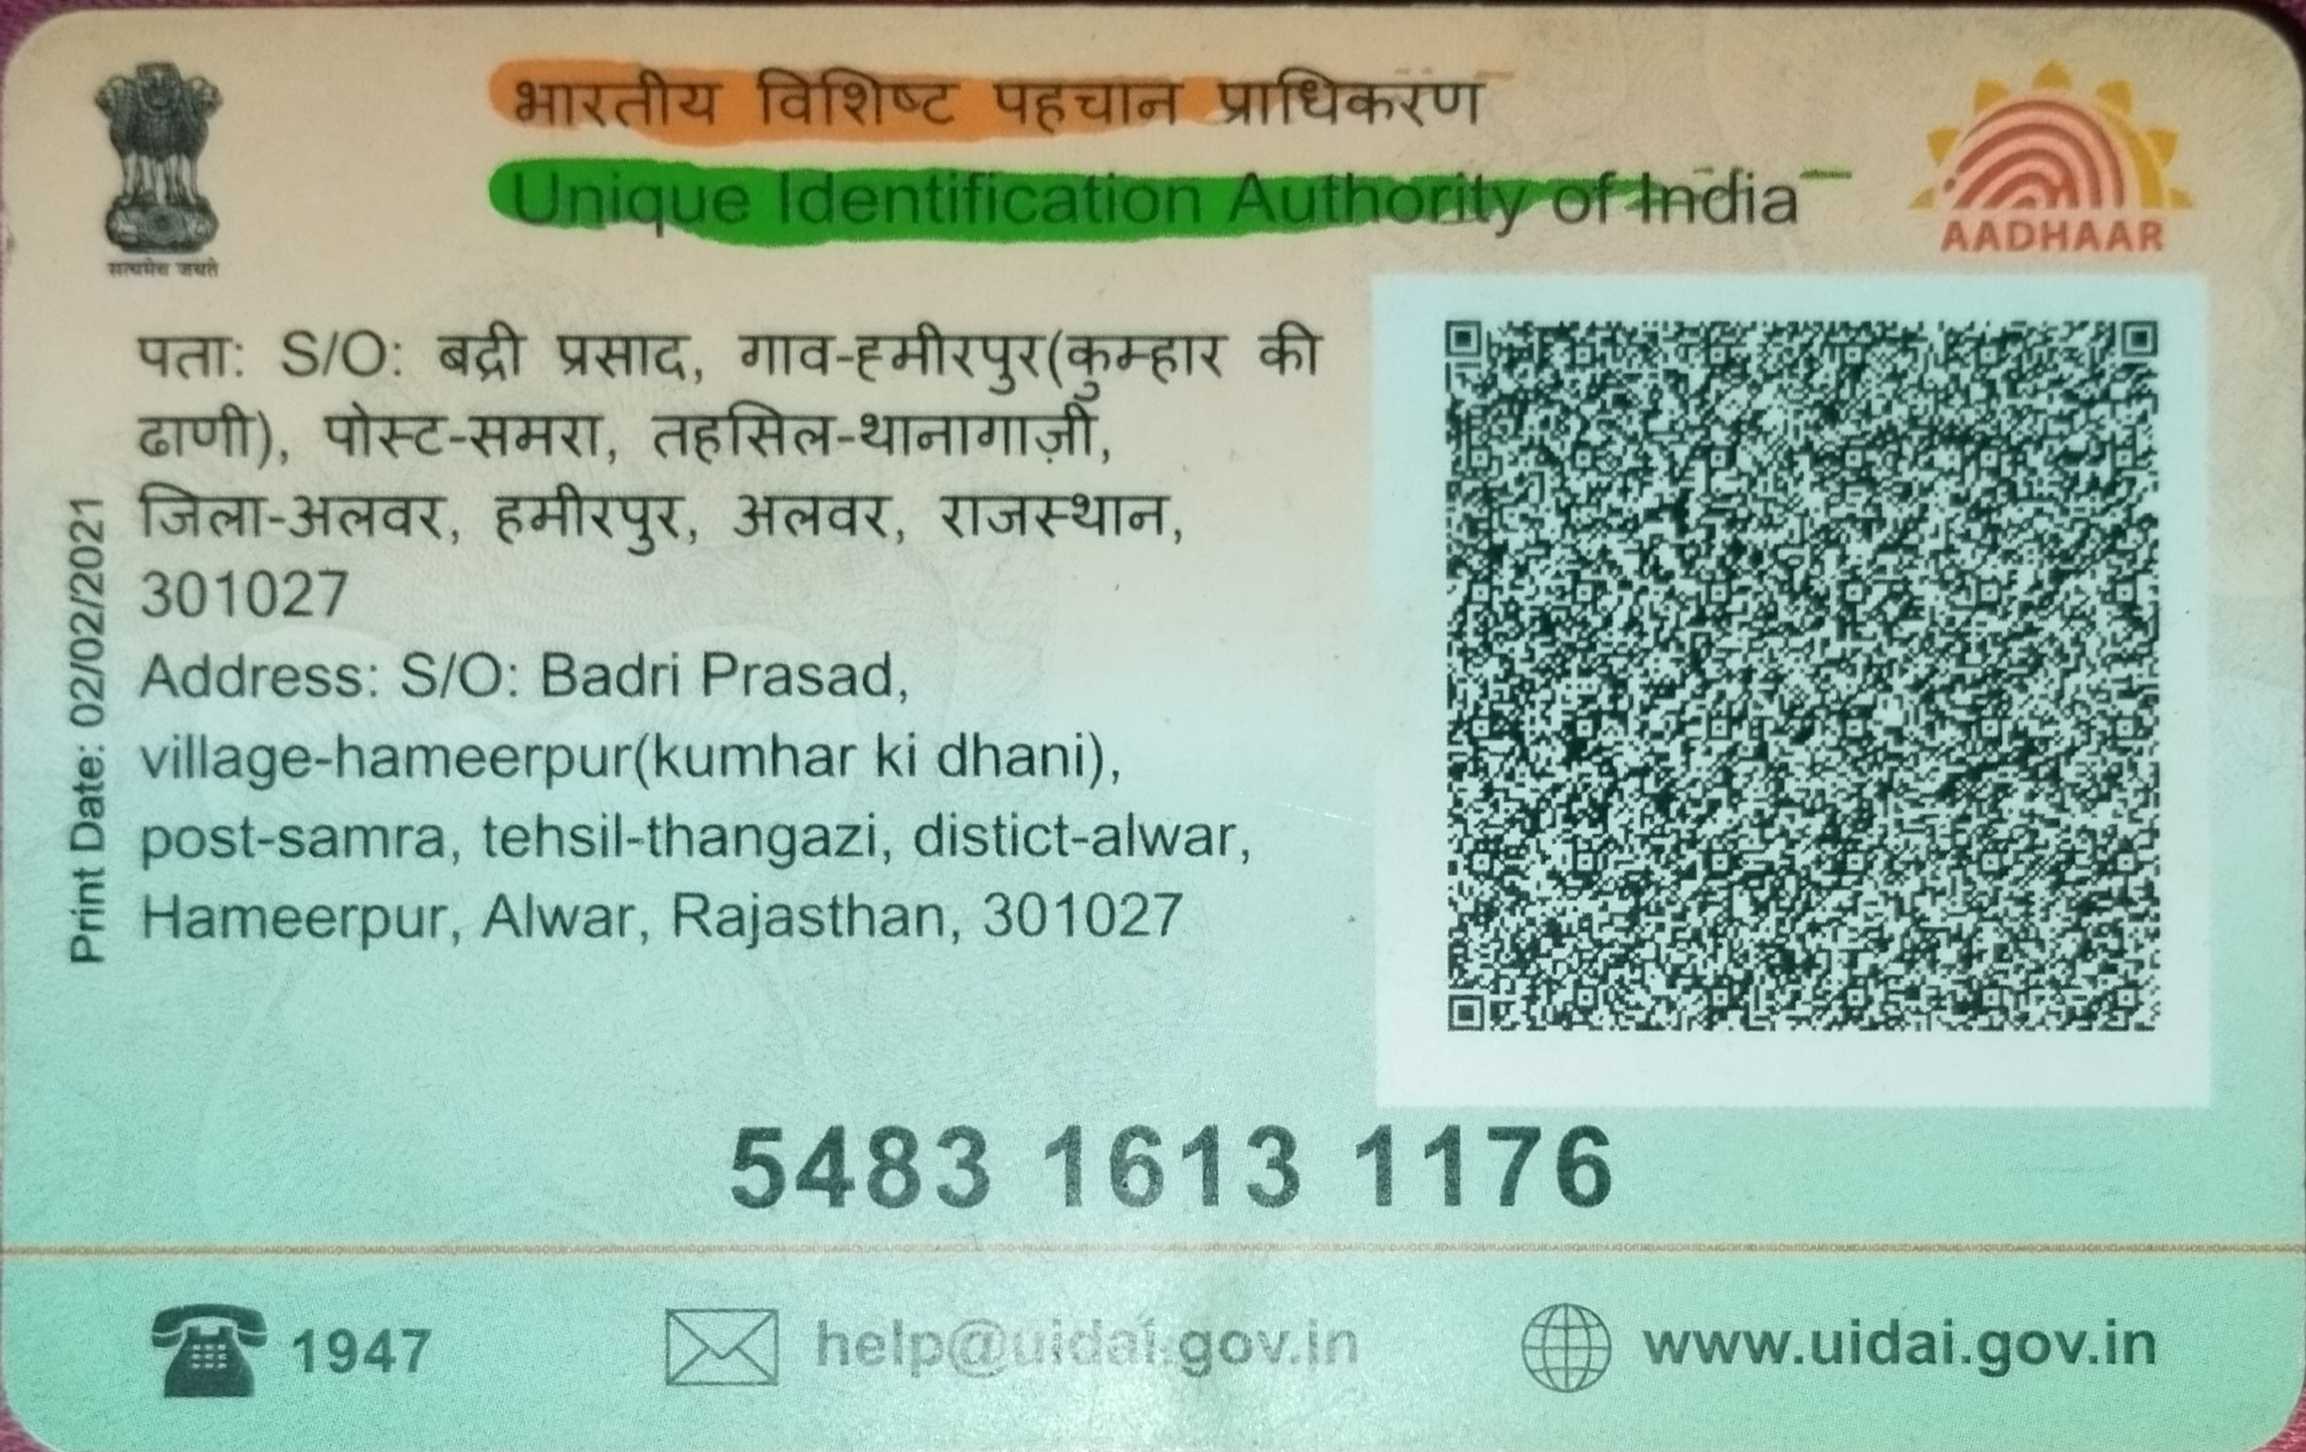 भारतीय विशिष्ट पहचान प्राधिकरण
Unique Identification Authority of India
सत्यमेव जयते
AADHAAR
पता: S/O: बद्री प्रसाद, गाव-ह्मीरपुर(कुम्हार की
ढाणी), पोस्ट-समरा, तहसिल-थानागाज़ी,
जिला-अलवर, हमीरपुर, अलवर, राजस्थान,
301027
Address: S/O: Badri Prasad,
village-hameerpur(kumhar ki dhani),
post-samra, tehsil-thangazi, distict-alwar,
Hameerpur, Alwar, Rajasthan, 301027
Print Date: 02/02/2021
5483 1613 1176
1947
help@uidai.gov.in
www.uidai.gov.in